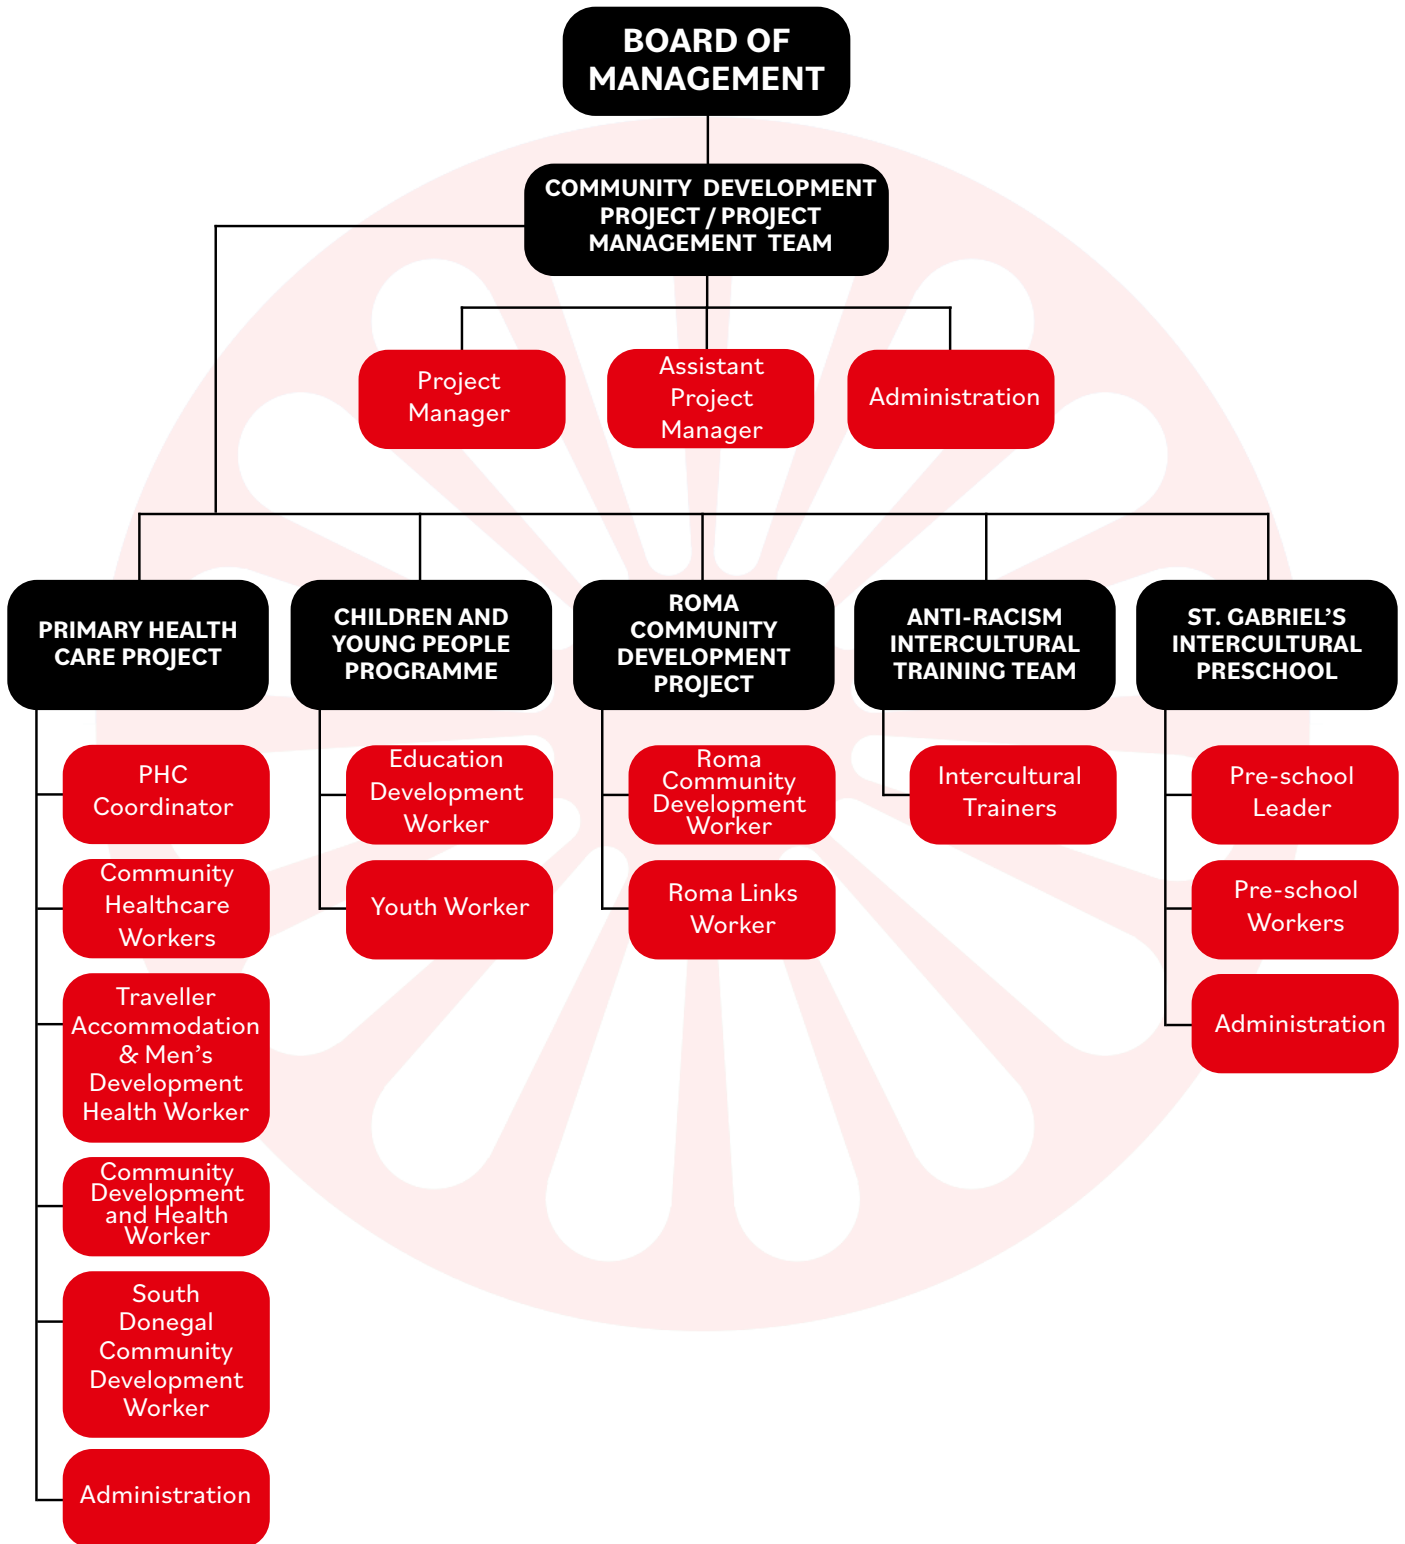 BOARD OF
MANAGEMENT
COMMUNITY DEVELOPMENT
PROJECT / PROJECT
MANAGEMENT TEAM
Project
Manager
Assistant
Project
Manager
Administration
PRIMARY HEALTH
CARE PROJECT
CHILDREN AND
YOUNG PEOPLE
PROGRAMME
ROMA
COMMUNITY
DEVELOPMENT
PROJECT
ANTI-RACISM
INTERCULTURAL
TRAINING TEAM
ST. GABRIEL’S
INTERCULTURAL
PRESCHOOL
PHC
Coordinator
Community
Healthcare
Workers
Traveller
Accommodation
& Men’s
Development
Health Worker
Community
Development
and Health
Worker
South
Donegal
Community
Development
Worker
Administration
Education
Development
Worker
Youth Worker
Roma
Community
Development
Worker
Roma Links
Worker
Intercultural
Trainers
Pre-school
Leader
Pre-school
Workers
Administration